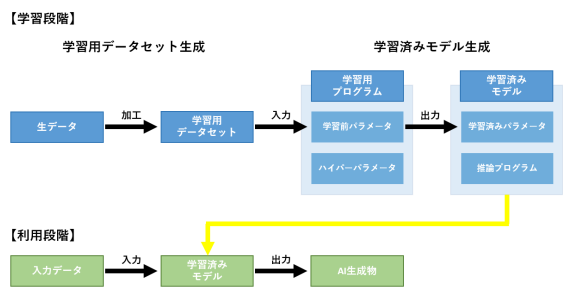 【学習段階】
学習用データセット生成
学習済みモデル生成
生データ
加工
学習用
データセット
入力
学習用
プログラム
学習前パラメータ
ハイパーパラメータ
出力
学習済み
モデル
学習済みパラメータ
推論プログラム
【利用段階】
入力データ
入力
学習済み
モデル
出力
AI生成物